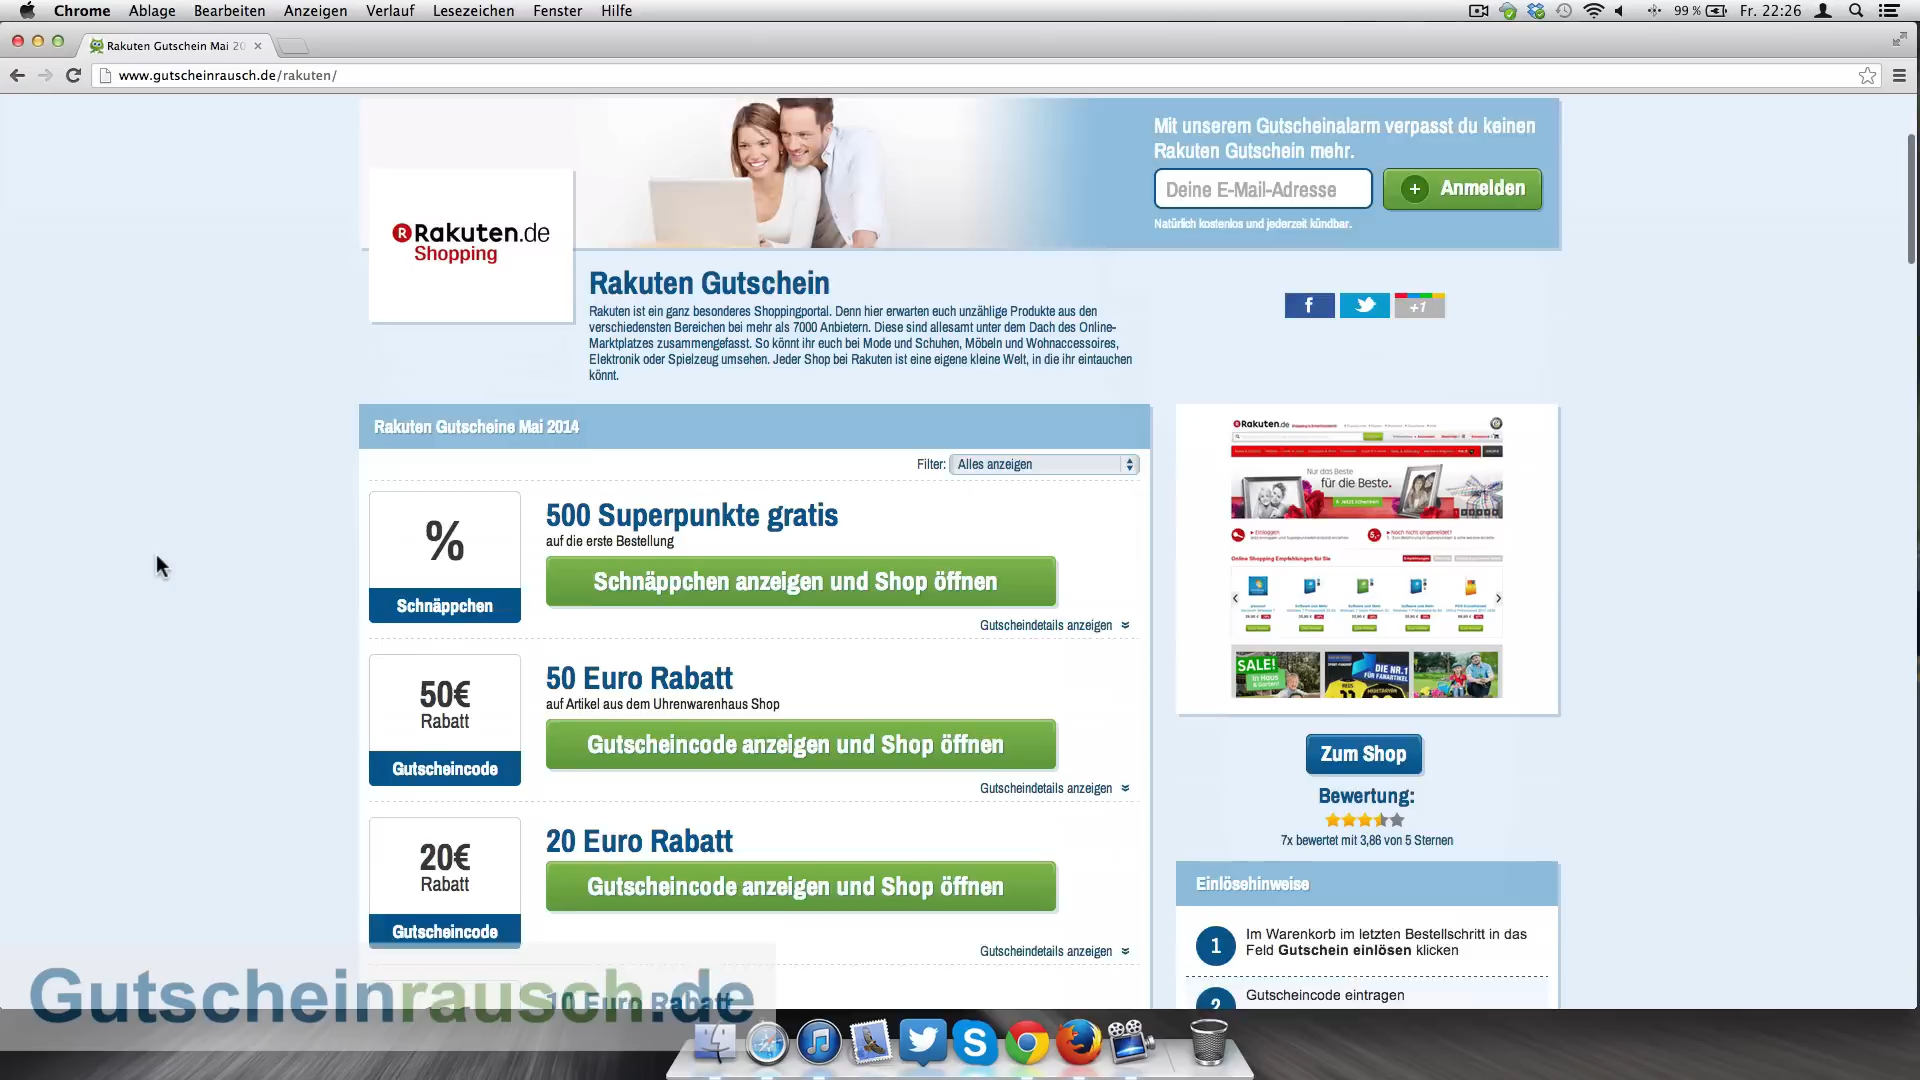 Chrome Ablage Bearbeiten Anzeigen Verlauf Lesezeichen Fenster Hilfe
99 % Fr. 22:26
Rakuten Gutschein Mai 20
www.gutscheinrausch.de/rakuten/
Mit unserem Gutscheinalarm verpasst du keinen
Rakuten Gutschein mehr.
Deine E-Mail-Adresse
+ Anmelden
Natürlich kostenlos und jederzeit kündbar.
Rakuten.de
Shopping
Rakuten Gutschein
Rakuten ist ein ganz besonderes Shoppingportal. Denn hier erwarten euch unzählige Produkte aus den
verschiedensten Bereichen bei mehr als 7000 Anbietern. Diese sind allesamt unter dem Dach des Online-
Marktplatzes zusammengefasst. So könnt ihr euch bei Mode und Schuhen, Möbeln und Wohnaccessoires,
Elektronik oder Spielzeug umsehen. Jeder Shop bei Rakuten ist eine eigene kleine Welt, in die ihr eintauchen
könnt.
f
+1
Rakuten Gutscheine Mai 2014
Filter: Alles anzeigen
%
Schnäppchen
500 Superpunkte gratis
auf die erste Bestellung
Schnäppchen anzeigen und Shop öffnen
Gutscheindetails anzeigen
50€
Rabatt
Gutscheincode
50 Euro Rabatt
auf Artikel aus dem Uhrenwarenhaus Shop
Gutscheincode anzeigen und Shop öffnen
Gutscheindetails anzeigen
20€
Rabatt
Gutscheincode
20 Euro Rabatt
Gutscheincode anzeigen und Shop öffnen
Gutscheindetails anzeigen
10 Euro Rabatt
Rakuten.de
Nur das Beste
für die Beste.
Online Shopping Empfehlungen für Sie
SALE!
in Haus
& Garten!
DIE NR.1
FÜR FANARTIKEL
Zum Shop
Bewertung:
7x bewertet mit 3,86 von 5 Sternen
Einlösehinweise
1 Im Warenkorb im letzten Bestellschritt in das
Feld Gutschein einlösen klicken
2 Gutscheincode eintragen
Gutscheinrausch.de